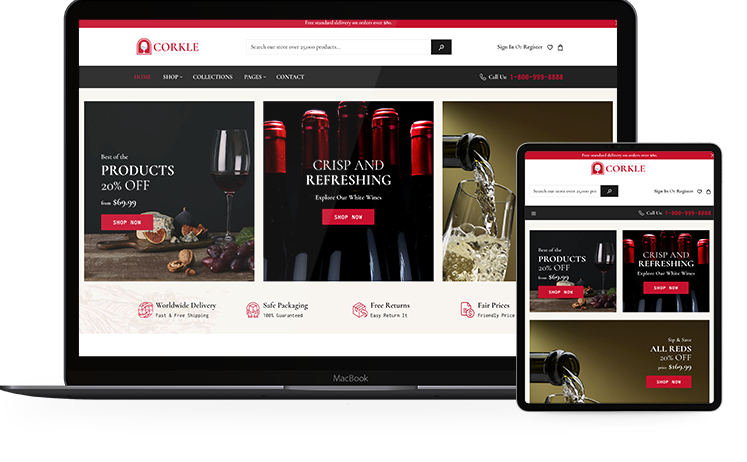 Free standard delivery on orders over $80.
CORKLE
Search our store over 25,000 products...
Sign In Or Register
HOME SHOP COLLECTIONS PAGES CONTACT
Call Us: 1-800-999-8888
Best of the
PRODUCTS
20% OFF
from $69.99
SHOP NOW
CRISP AND
REFRESHING
Explore Our White Wines
SHOP NOW
Worldwide Delivery
Fast & Free Shipping
Safe Packaging
100% Guaranteed
Free Returns
Easy Return It
Fair Prices
Friendly Price
MacBook
Free standard delivery on orders over $80.
CORKLE
Search our store over 25,000 pro
Sign In Or Register
Call Us: 1-800-999-8888
Best of the
PRODUCTS
20% OFF
from $69.99
SHOP NOW
CRISP AND
REFRESHING
Explore Our White Wines
SHOP NOW
Sip & Save
ALL REDS
20% OFF
price $169.99
SHOP NOW